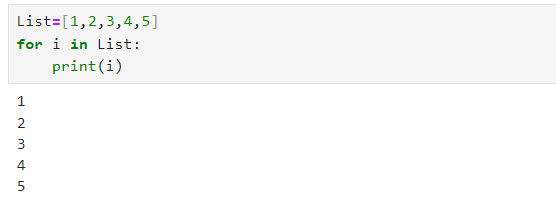 List=[1,2,3,4,5]
for i in List:
    print(i)
1
2
3
4
5